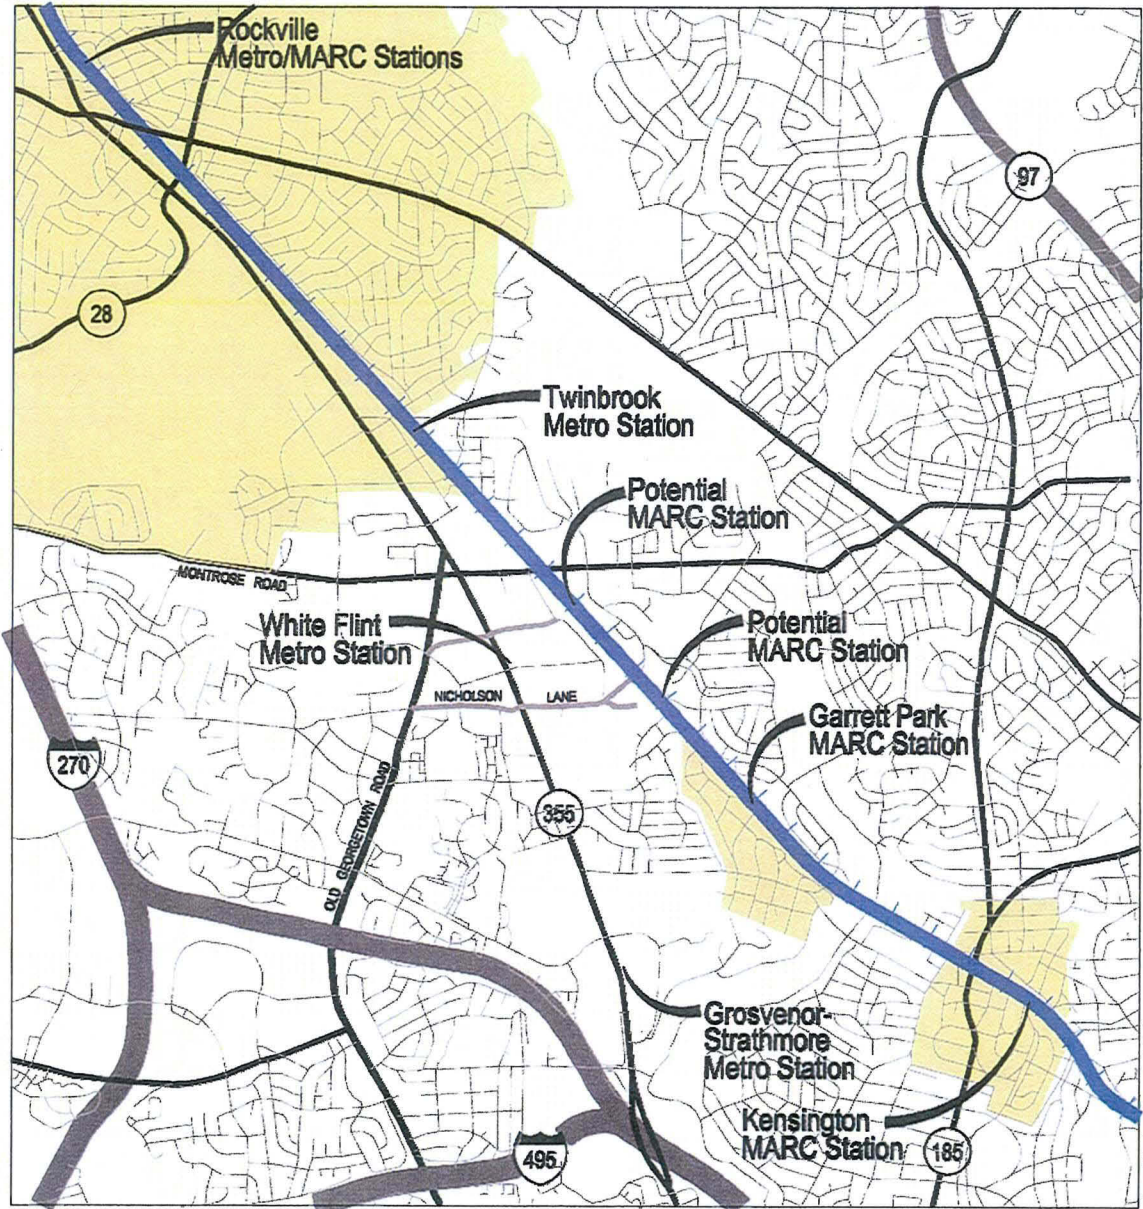 Rockville
Metro/MARC Stations
97
28
Twinbrook
Metro Station
Potential
MARC Station
MONTROSE ROAD
White Flint
Metro Station
Potential
MARC Station
NICHOLSON LANE
Garrett Park
MARC Station
270
OLD GEORGETOWN ROAD
355
Grosvenor-
Strathmore
Metro Station
Kensington
MARC Station
185
495